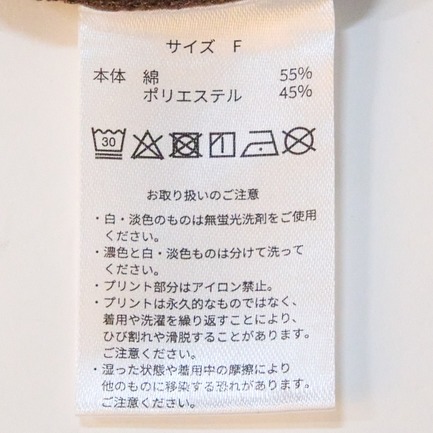 サイズ F
本体 綿 55%
ポリエステル 45%
30
お取り扱いのご注意
・白・淡色のものは無蛍光洗剤をご使用
ください。
・濃色と白・淡色ものは分けて洗って
ください。
・プリント部分はアイロン禁止。
・プリントは永久的なものではなく、
着用や洗濯を繰り返すことにより、
ひび割れや滑脱することがあります。
ご注意ください。
・湿った状態や着用中の摩擦により
他のものに移染する恐れがあります。
ご注意ください。